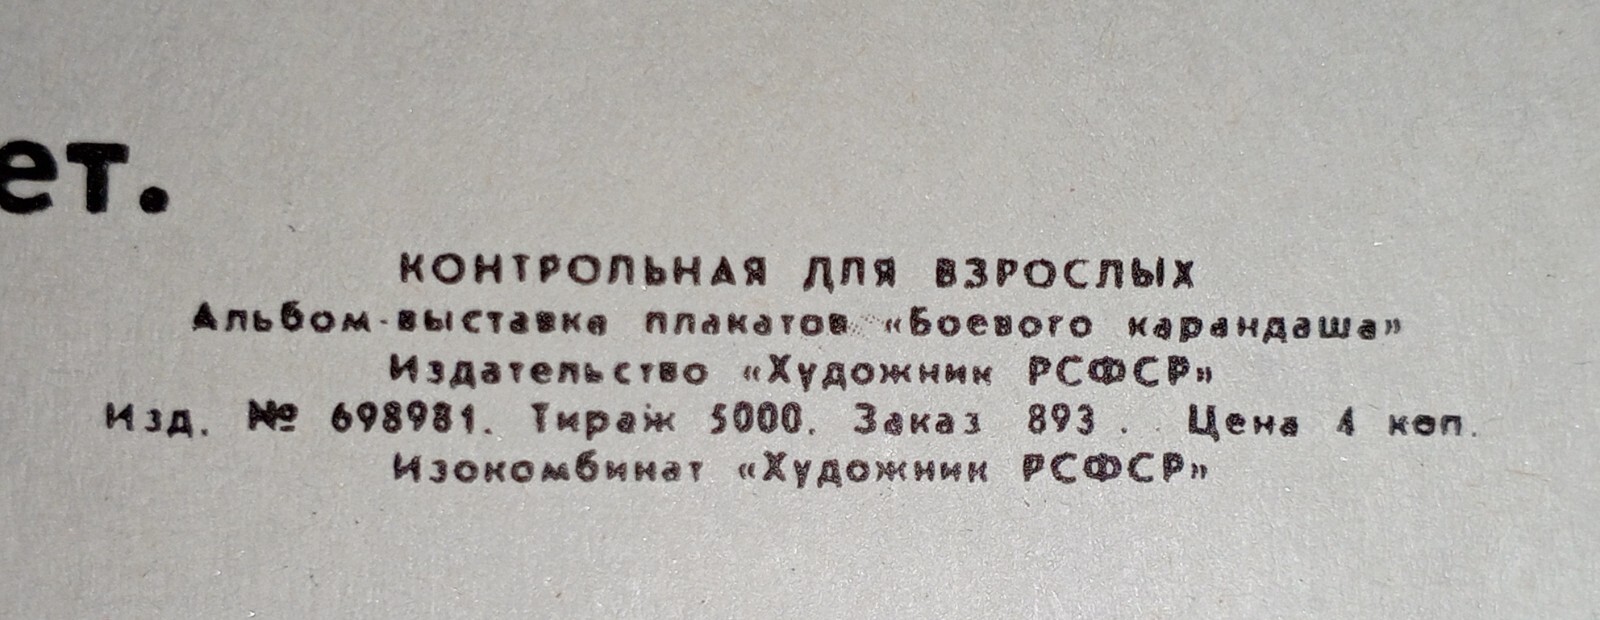 ет.
КОНТРОЛЬНАЯ ДЛЯ ВЗРОСЛЫХ
Альбом-выставка плакатов «Боевого карандаша»
Издательство «Художник РСФСР»
Изд. № 698981. Тираж 5000. Заказ 893. Цена 4 коп.
Изокомбинат «Художник РСФСР»